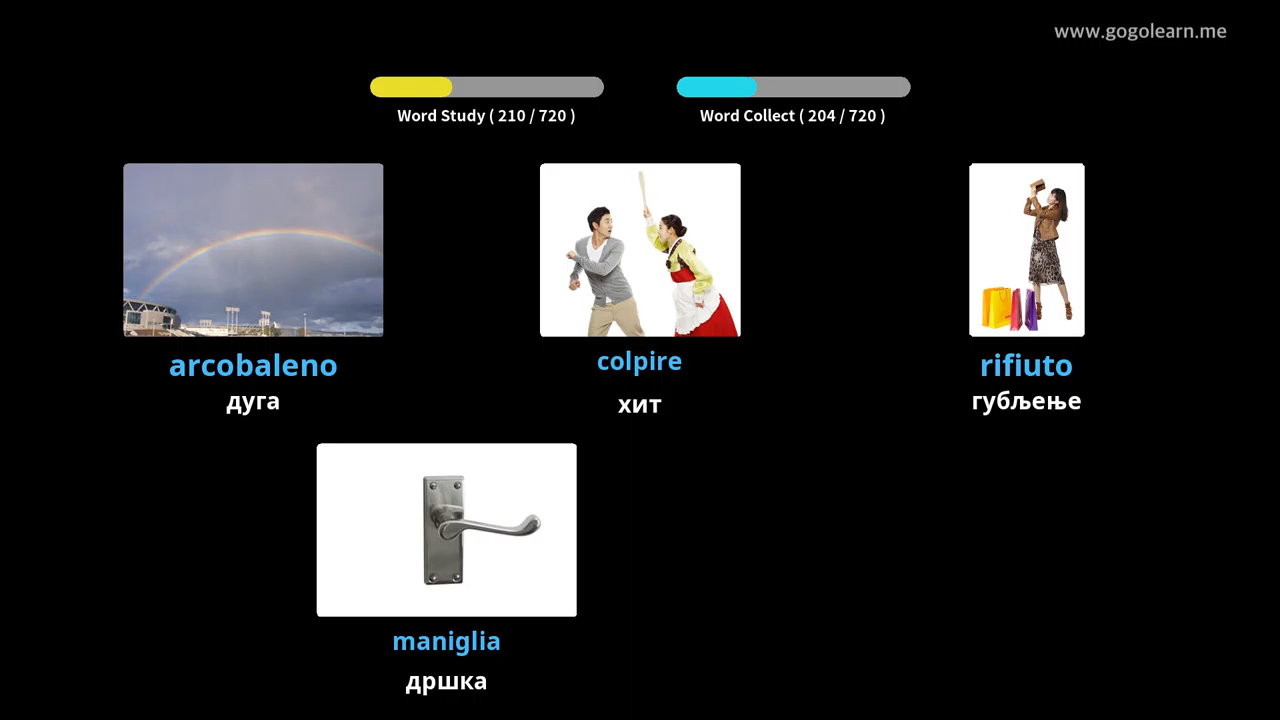 www.gogolearn.me
Word Study ( 210 / 720 )
Word Collect ( 204 / 720 )
arcobaleno
дуга
colpire
хит
rifiuto
губљење
maniglia
дршка